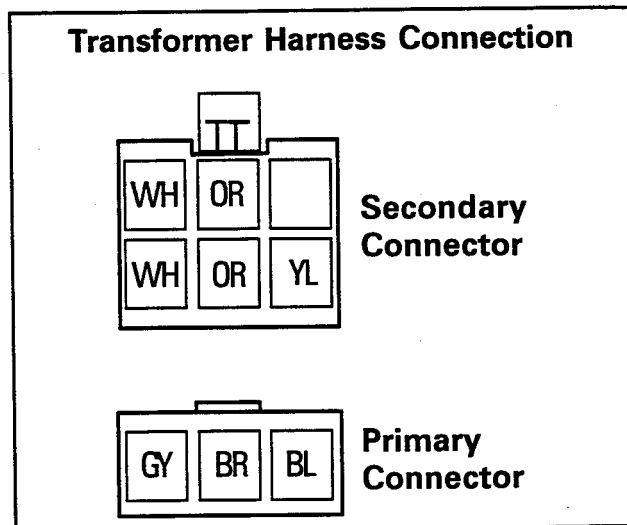 Transformer Harness Connection
WH OR
WH OR YL
Secondary
Connector
GY BR BL
Primary
Connector